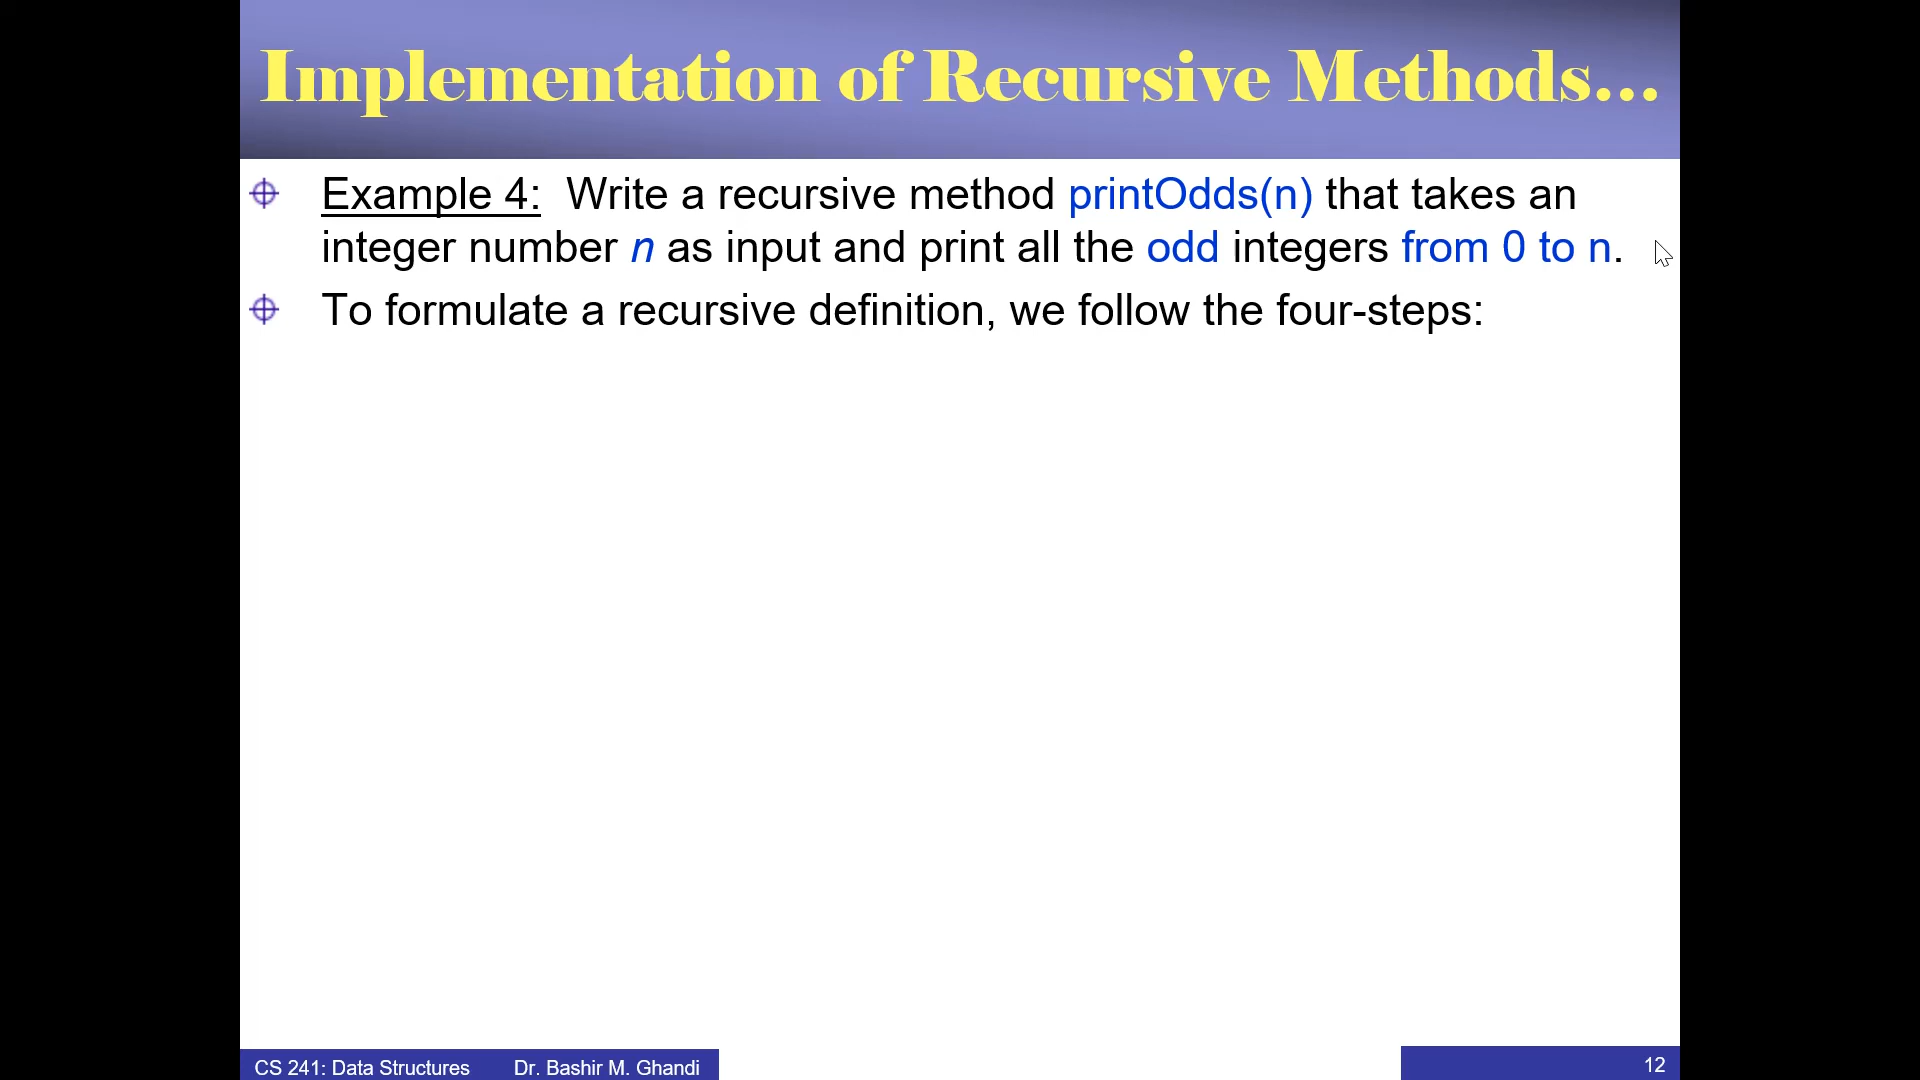 Implementation of Recursive Methods...
Example 4: Write a recursive method printOdds(n) that takes an
integer number n as input and print all the odd integers from 0 to n.
To formulate a recursive definition, we follow the four-steps:
CS 241: Data Structures Dr. Bashir M. Ghandi
12